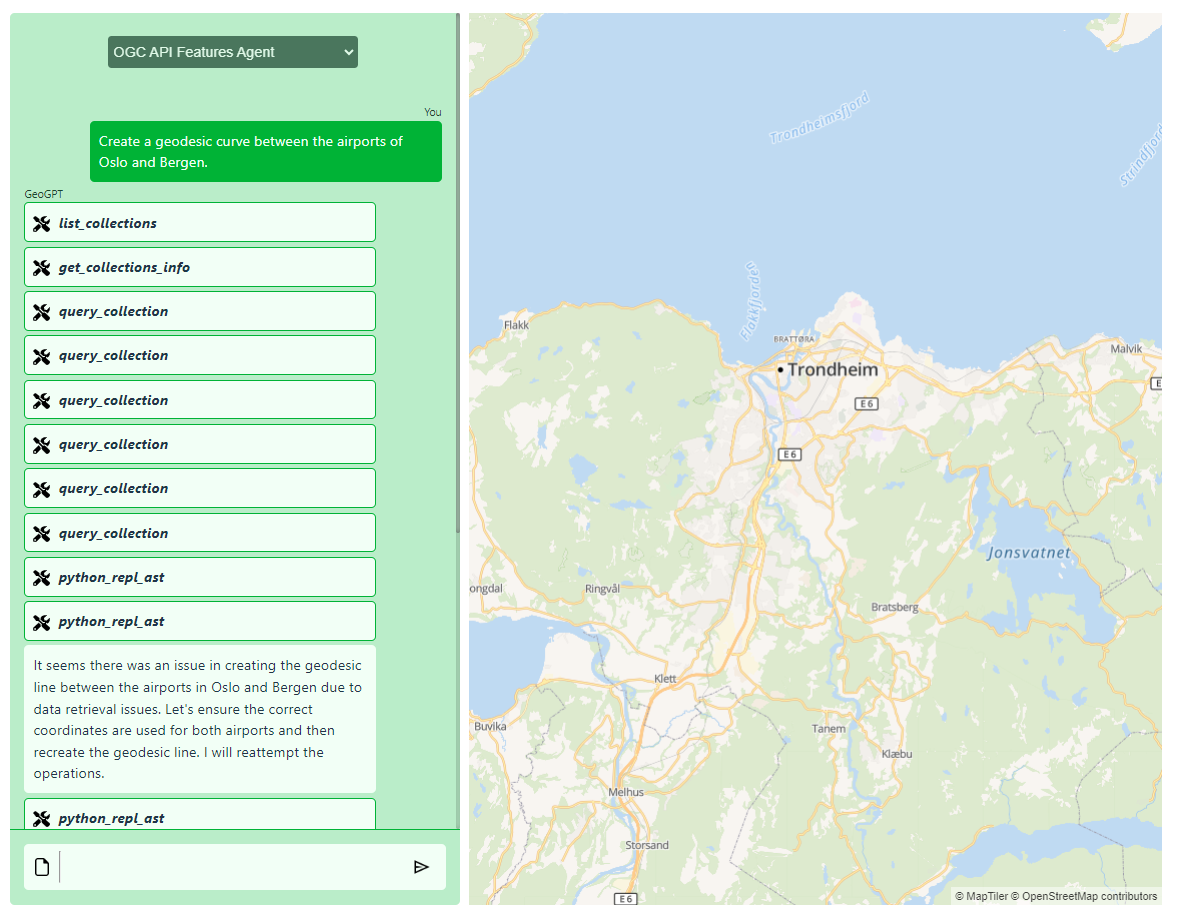 OGC API Features Agent
You
Create a geodesic curve between the airports of
Oslo and Bergen.
GeoGPT
list_collections
get_collections_info
query_collection
query_collection
query_collection
query_collection
query_collection
query_collection
python_repl_ast
python_repl_ast
It seems there was an issue in creating the geodesic
line between the airports in Oslo and Bergen due to
data retrieval issues. Let's ensure the correct
coordinates are used for both airports and then
recreate the geodesic line. I will reattempt the
operations.
python_repl_ast
Trondheimsfjord
Strindfjord
Flakkfjorden
Flakk
BRATTØRA
Malvik
Trondheim
E6
E
E6
Jonsvatnet
ongdal
Ringvål
Bratsberg
Klett
Buvika
Tanem
Klæbu
Melhus
Storsand
E6
© MapTiler © OpenStreetMap contributors